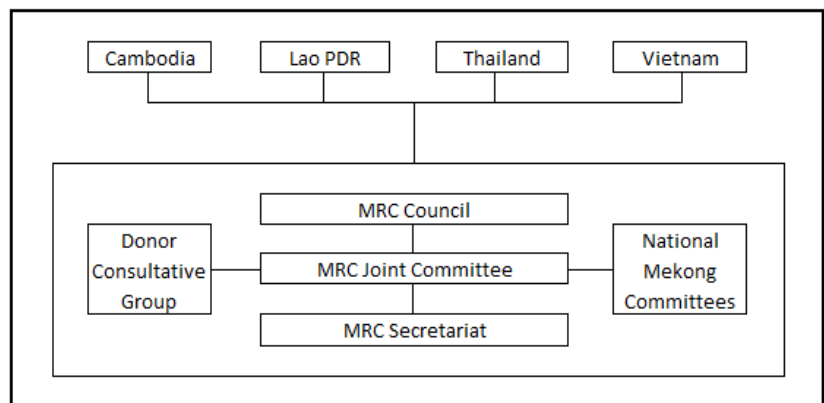 Cambodia
Lao PDR
Thailand
Vietnam
MRC Council
Donor
Consultative
Group
MRC Joint Committee
National
Mekong
Committees
MRC Secretariat